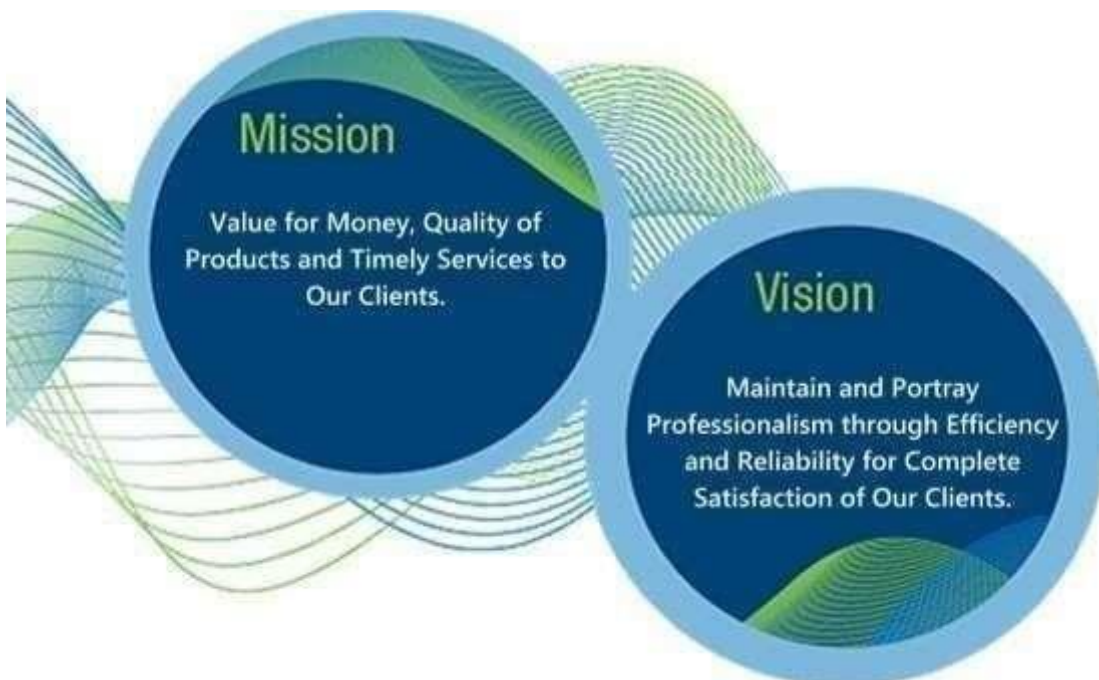 Mission
Value for Money, Quality of
Products and Timely Services to
Our Clients.
Vision
Maintain and Portray
Professionalism through Efficiency
and Reliability for Complete
Satisfaction of Our Clients.